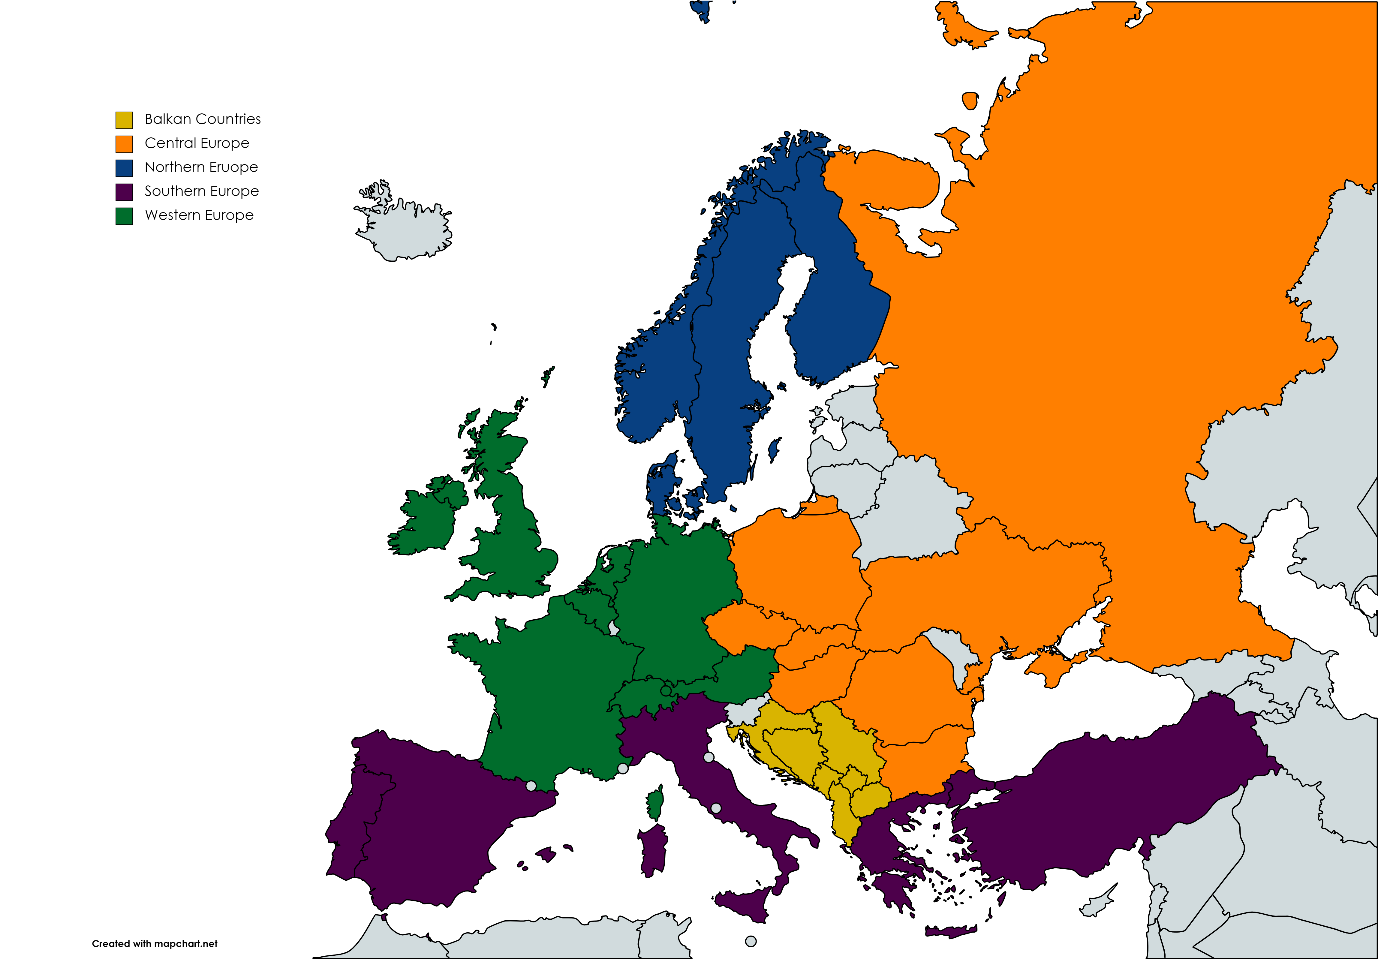 Balkan Countries
Central Europe
Northern Eruope
Southern Europe
Western Europe
Created with mapchart.net